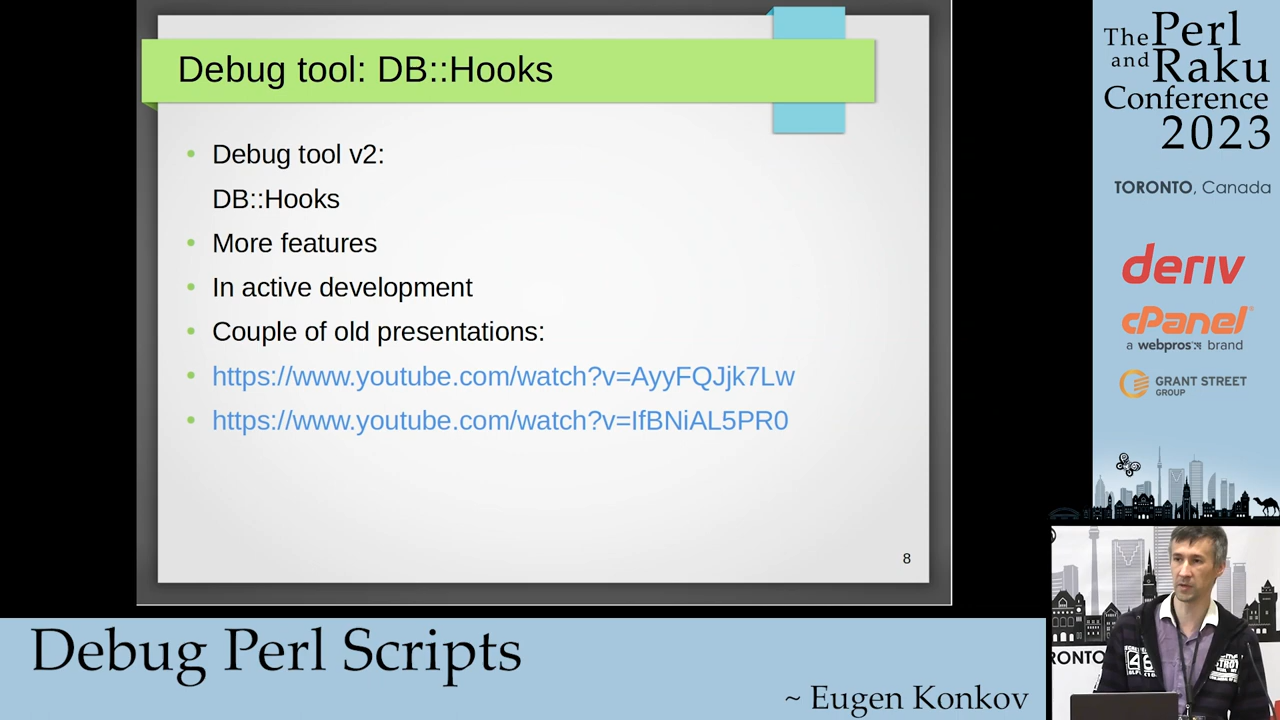 Debug tool: DB::Hooks
Debug tool v2:
DB::Hooks
More features
In active development
Couple of old presentations:
https://www.youtube.com/watch?v=AyyFQJjk7Lw
https://www.youtube.com/watch?v=IfBNiAL5PR0
8
The Perl
and Raku
Conference
2023
TORONTO, Canada
deriv
cPanel®
a webpros brand
GRANT STREET
GROUP
RONTO
Debug Perl Scripts
~ Eugen Konkov